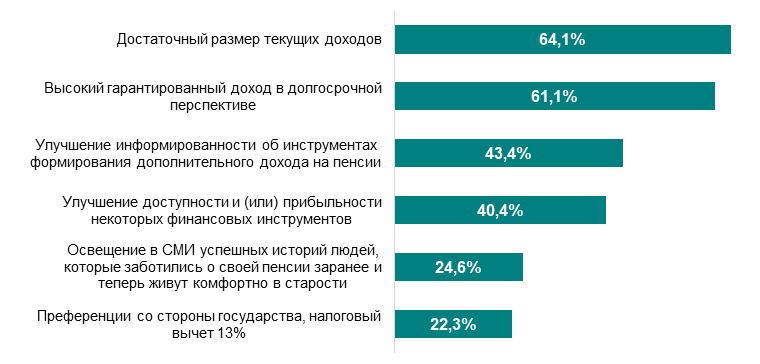 Достаточный размер текущих доходов
64,1%
Высокий гарантированный доход в долгосрочной
перспективе
61,1%
Улучшение информированности об инструментах
формирования дополнительного дохода на пенсии
43,4%
Улучшение доступности и (или) прибыльности
некоторых финансовых инструментов
40,4%
Освещение в СМИ успешных историй людей,
которые заботились о своей пенсии заранее и
теперь живут комфортно в старости
24,6%
Преференции со стороны государства, налоговый
вычет 13%
22,3%